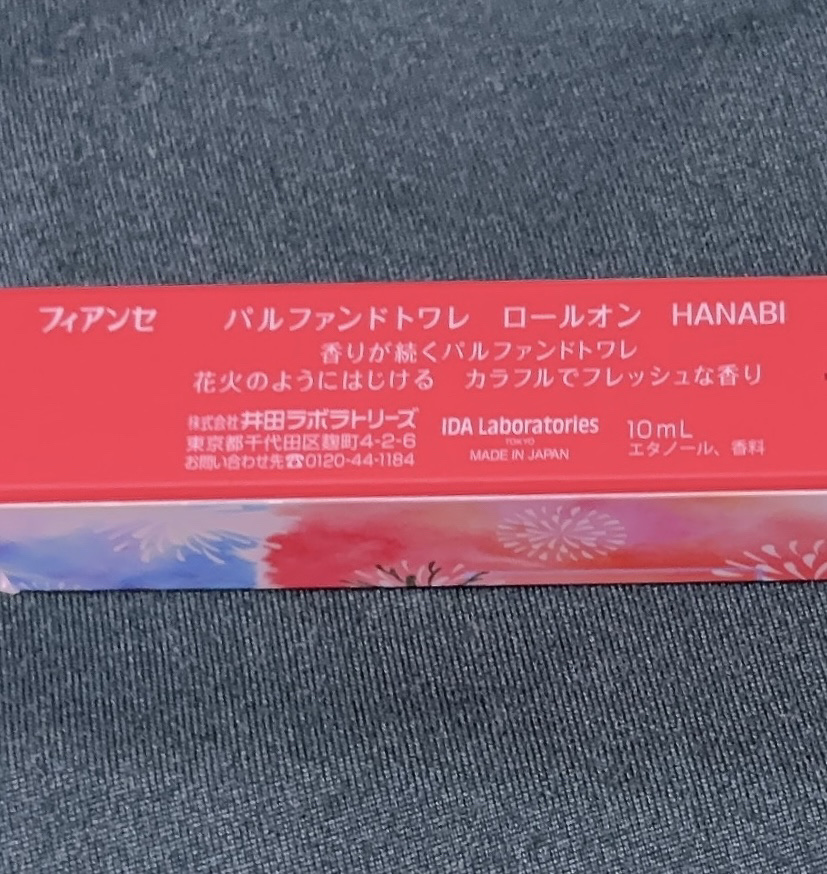 フィアンセ パルファンドトワレ ロールオン HANABI
香りが続くパルファンドトワレ
花火のようにはじける カラフルでフレッシュな香り
株式会社 井田ラボラトリーズ
東京都千代田区麹町4-2-6
お問い合わせ先☎0120-44-1184
IDA Laboratories
TOKYO
MADE IN JAPAN
10mL
エタノール、香料